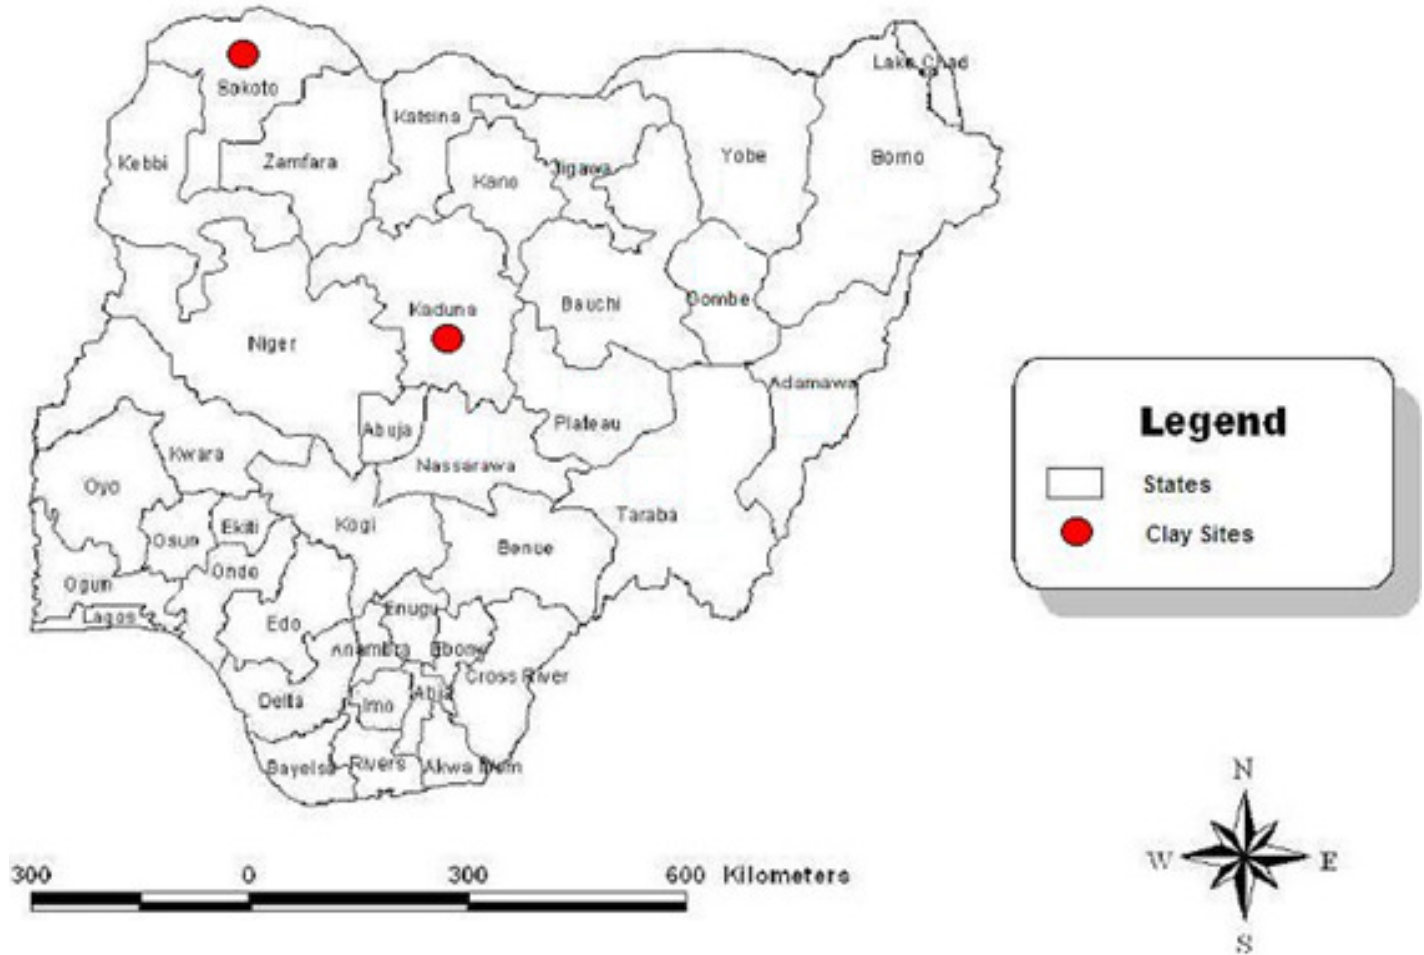 Lake Chad
Sokoto
Katsina
Kebbi
Zamfara
Yobe
Borno
Jigawa
Kano
Kaduna
Bauchi
Gombe
Niger
Adamawa
Abuja
Plateau
Kwara
Nassarawa
Oyo
Kogi
Taraba
Osun
Ekiti
Benue
Ondo
Ogun
Enugu
Lagos
Edo
Anambra
Ebony
Cross River
Delta
Imo
Abia
Bayelsa
Rivers
Akwa Ibom
Legend
States
Clay Sites
N
W
E
S
300 0 300 600 Kilometers